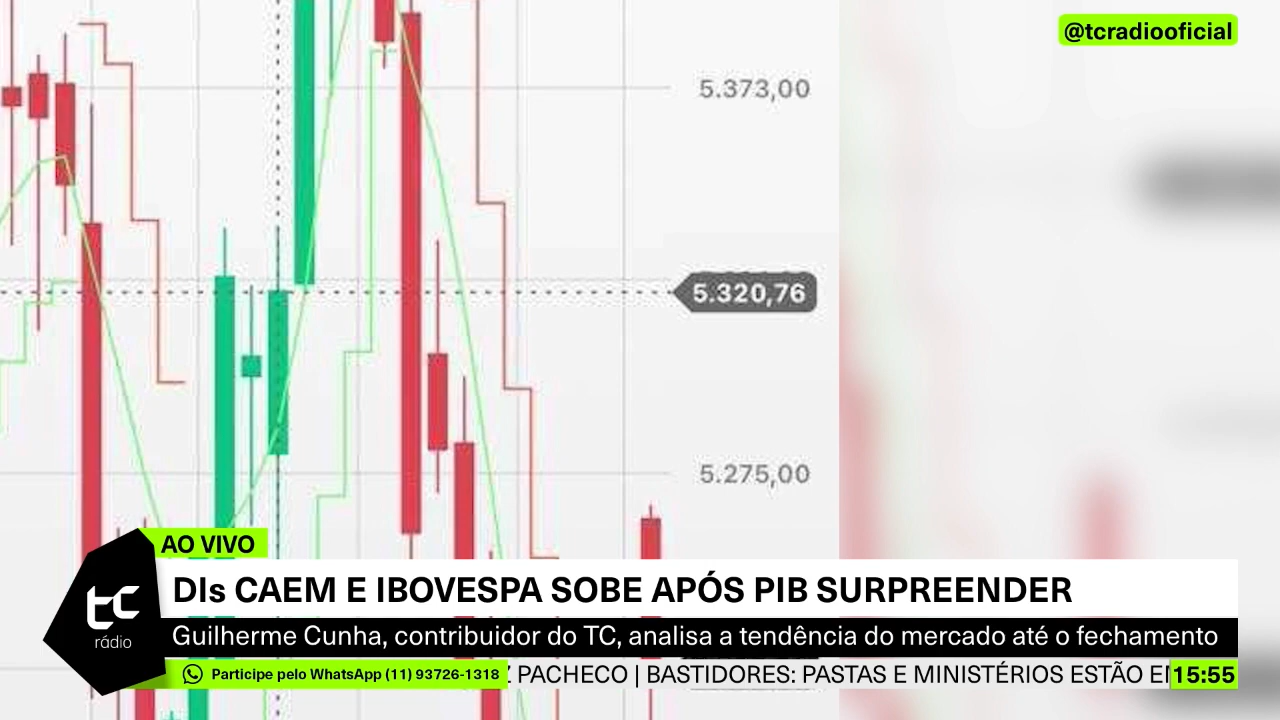 @tcradiooficial
5.373,00
5.320,76
5.275,00
AO VIVO
DIs CAEM E IBOVESPA SOBE APÓS PIB SURPREENDER
tc
rádio
Guilherme Cunha, contribuidor do TC, analisa a tendência do mercado até o fechamento
Participe pelo WhatsApp (11) 93726-1318
PACHECO | BASTIDORES: PASTAS E MINISTÉRIOS ESTÃO
15:55